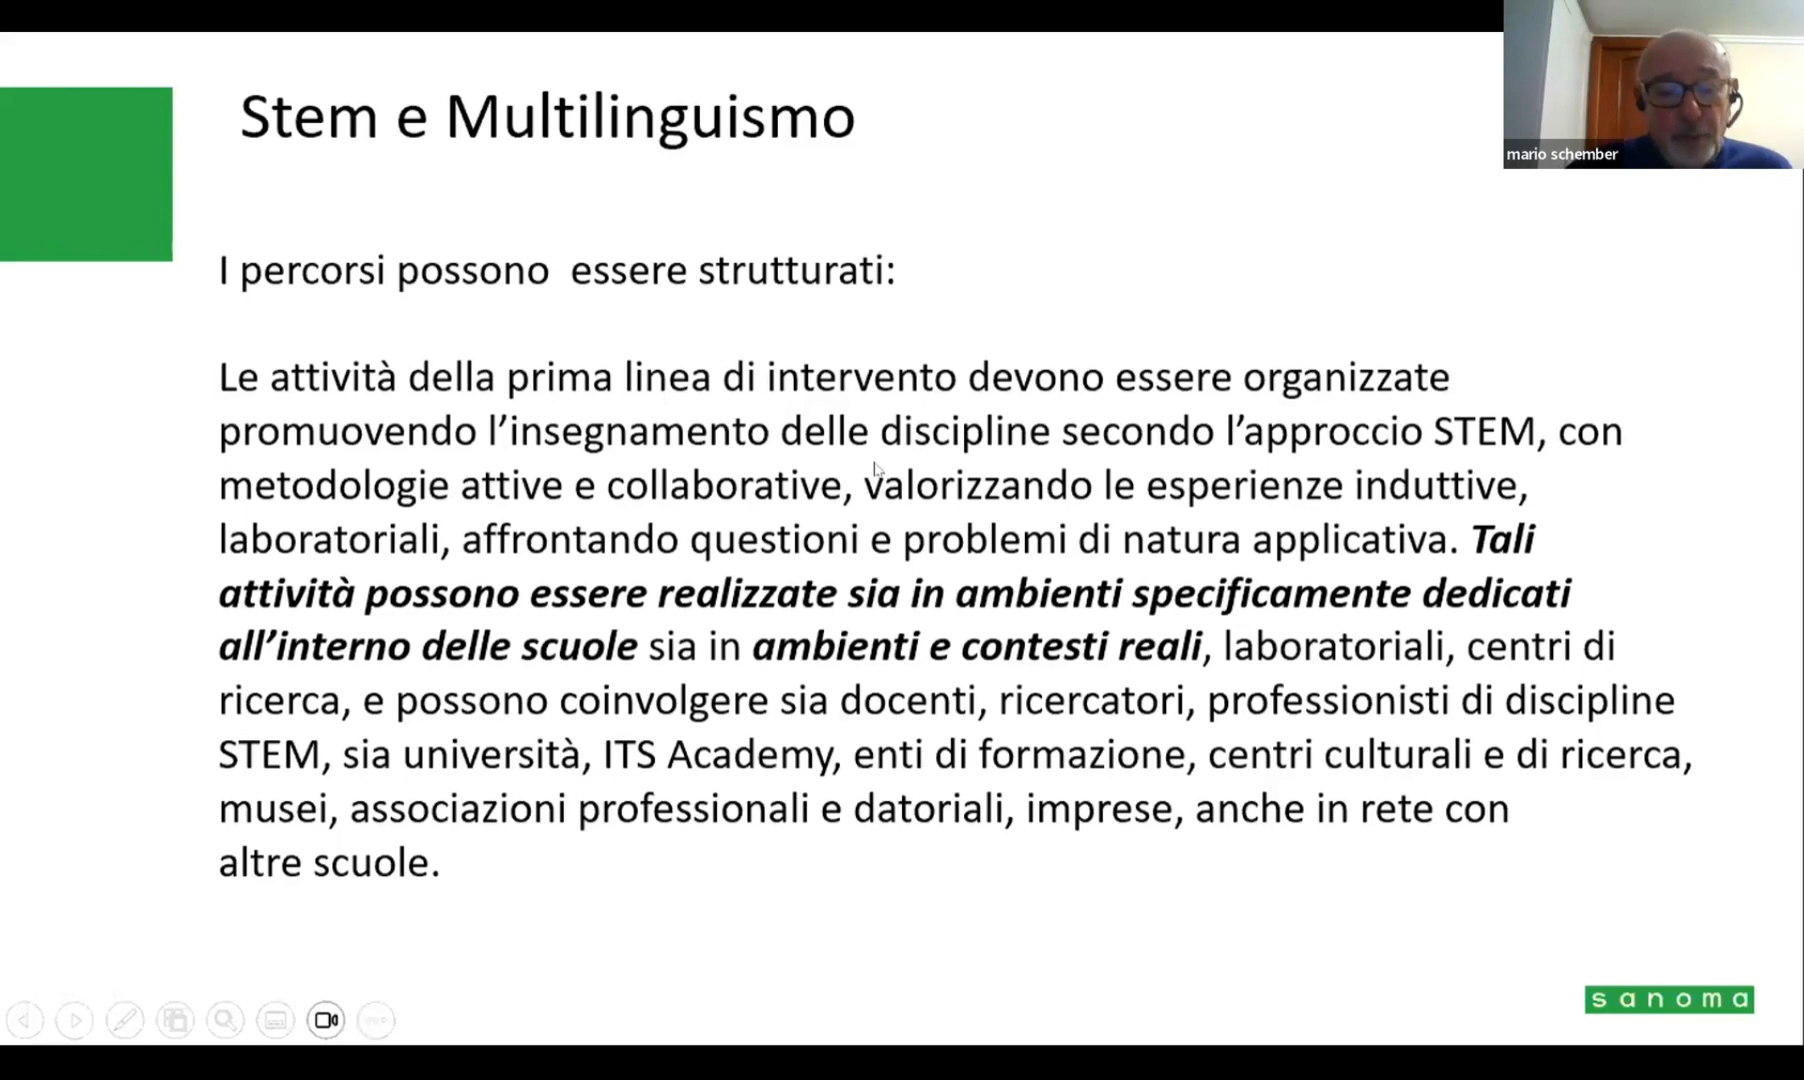 Stem e Multilinguismo
mario schember
I percorsi possono essere strutturati:
Le attività della prima linea di intervento devono essere organizzate
promuovendo l’insegnamento delle discipline secondo l’approccio STEM, con
metodologie attive e collaborative, valorizzando le esperienze induttive,
laboratoriali, affrontando questioni e problemi di natura applicativa. Tali
attività possono essere realizzate sia in ambienti specificamente dedicati
all’interno delle scuole sia in ambienti e contesti reali, laboratoriali, centri di
ricerca, e possono coinvolgere sia docenti, ricercatori, professionisti di discipline
STEM, sia università, ITS Academy, enti di formazione, centri culturali e di ricerca,
musei, associazioni professionali e datoriali, imprese, anche in rete con
altre scuole.
sanoma